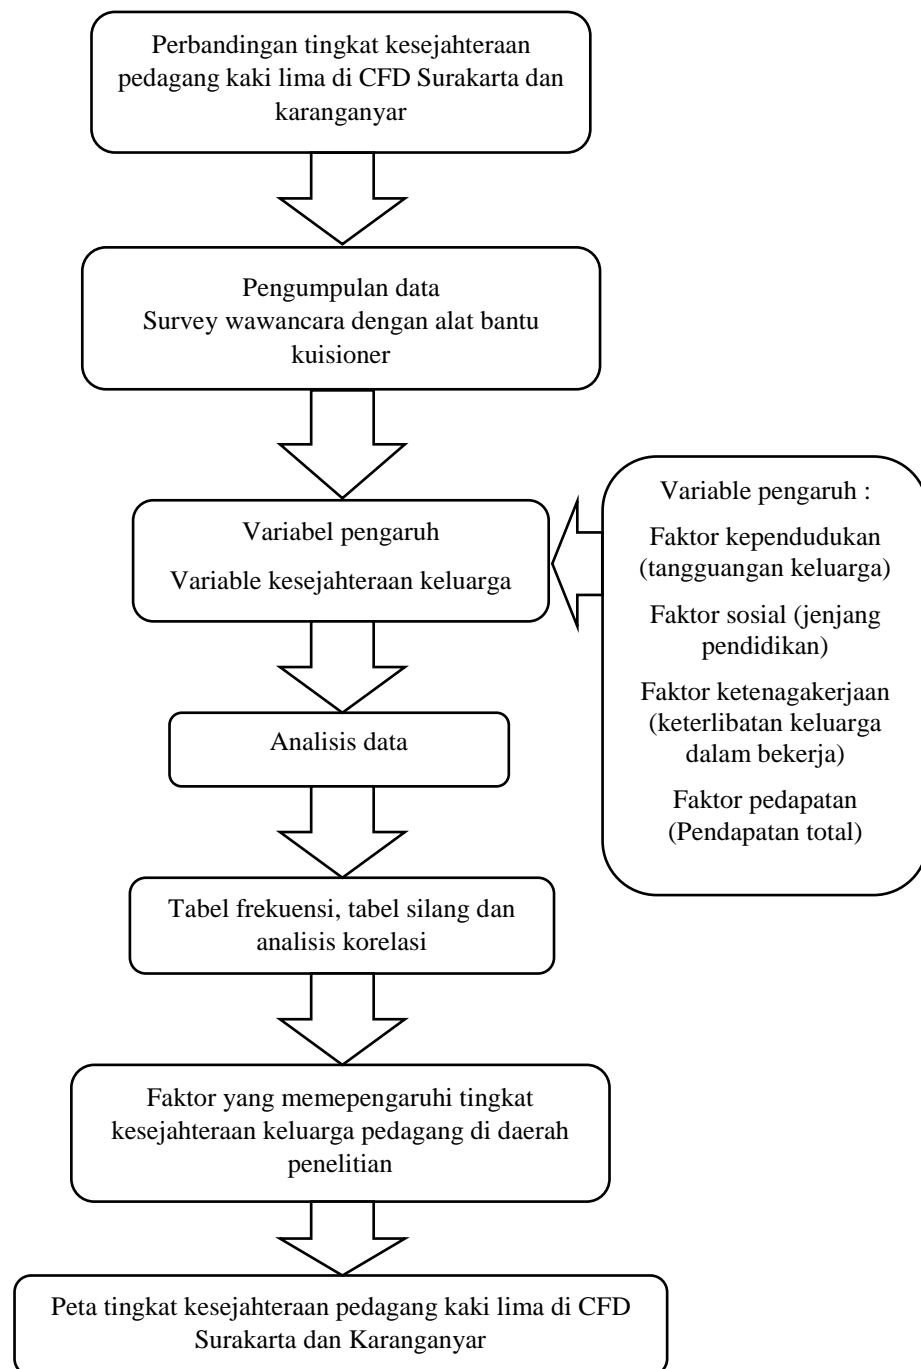 Perbandingan tingkat kesejahteraan
pedagang kaki lima di CFD Surakarta dan
karanganyar
Pengumpulan data
Survey wawancara dengan alat bantu
kuisioner
Variabel pengaruh
Variable kesejahteraan keluarga
Variable pengaruh :
Faktor kependudukan
(tangguangan keluarga)
Faktor sosial (jenjang
pendidikan)
Faktor ketenagakerjaan
(keterlibatan keluarga
dalam bekerja)
Faktor pedapatan
(Pendapatan total)
Analisis data
Tabel frekuensi, tabel silang dan
analisis korelasi
Faktor yang memepengaruhi tingkat
kesejahteraan keluarga pedagang di daerah
penelitian
Peta tingkat kesejahteraan pedagang kaki lima di CFD
Surakarta dan Karanganyar